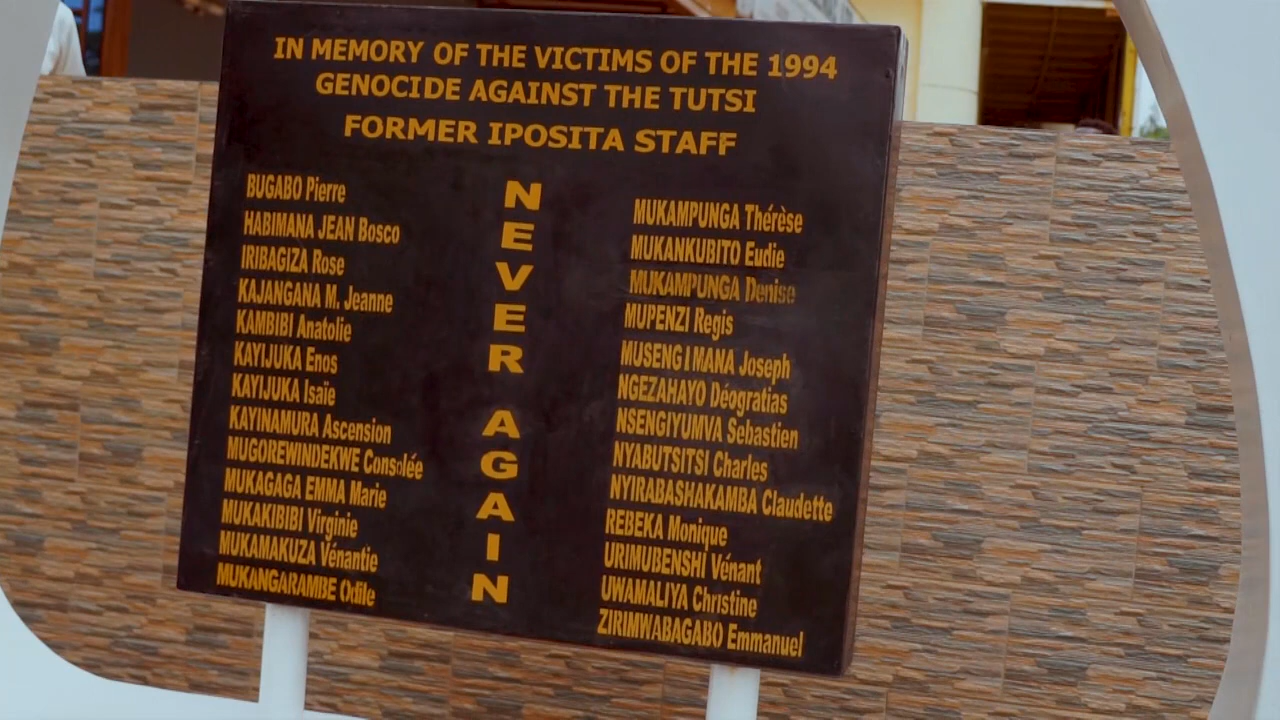 IN MEMORY OF THE VICTIMS OF THE 1994
GENOCIDE AGAINST THE TUTSI
FORMER IPOSITA STAFF
BUGABO Pierre
HABIMANA JEAN Bosco
IRIBAGIZA Rose
KAJANGANA M. Jeanne
KAMBIBI Anatolie
KAYIJUKA Enos
KAYIJUKA Isaïe
KAYINAMURA Ascension
MUGOREWINDEKWE Consolée
MUKAGAGA EMMA Marie
MUKAKIBIBI Virginie
MUKAMAKUZA Vénantie
MUKANGARAMBE Odile
N
E
V
E
R
A
G
A
I
N
MUKAMPUNGA Thérèse
MUKANKUBITO Eudie
MUKAMPUNGA Denise
MUPENZI Regis
MUSENGIMANA Joseph
NGEZAHAYO Déogratias
NSENGIYUMVA Sebastien
NYABUTSITSI Charles
NYIRABASHAKAMBA Claudette
REBEKA Monique
URIMUBENSHI Vénant
UWAMALIYA Christine
ZIRIMWABAGABO Emmanuel